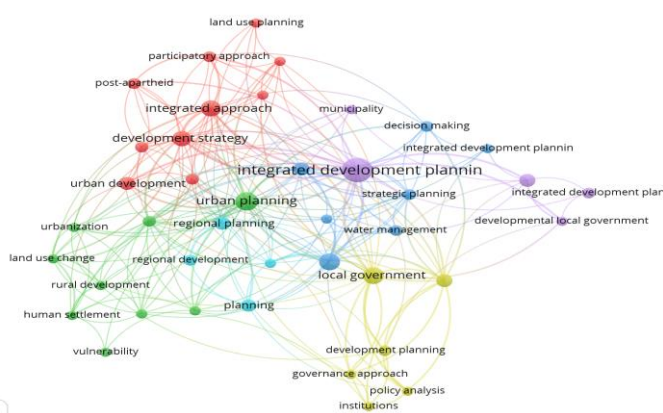 land use planning
participatory approach
post-apartheid
integrated approach
municipality
decision making
development strategy
integrated development plannin
integrated development plannin
urban development
integrated development plan
urban planning
strategic planning
urbanization
regional planning
developmental local government
water management
land use change
regional development
local government
rural development
planning
human settlement
vulnerability
development planning
governance approach
policy analysis
institutions